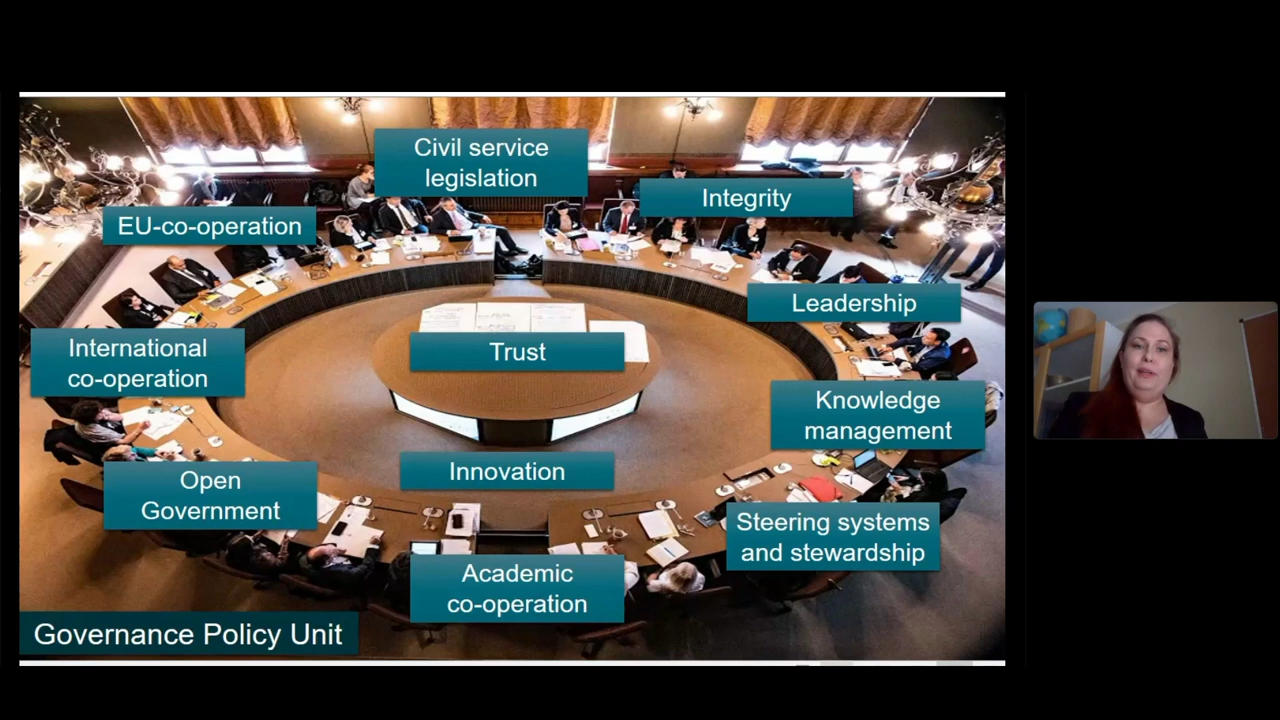 Civil service
legislation
Integrity
EU-co-operation
Leadership
International
co-operation
Trust
Knowledge
management
Innovation
Open
Government
Steering systems
and stewardship
Academic
co-operation
Governance Policy Unit